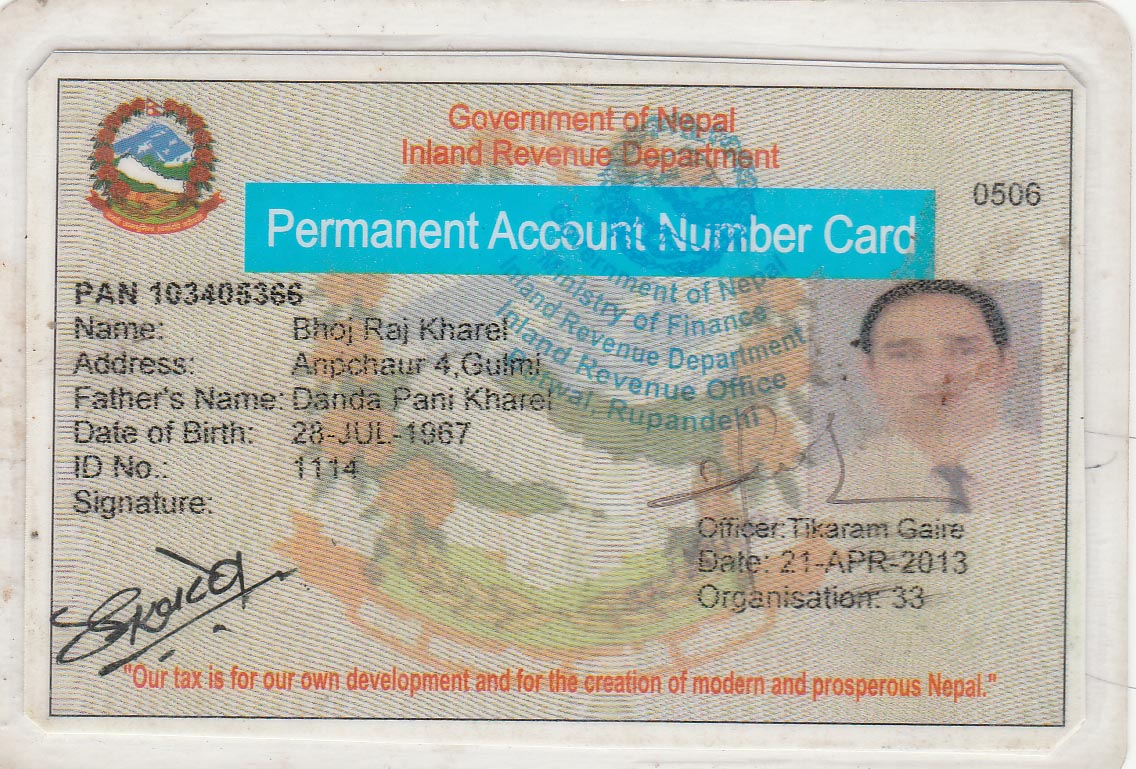 Government of Nepal
Inland Revenue Department
0506
Permanent Account Number Card
Government of Nepal
Ministry of Finance
Inland Revenue Department
Inland Revenue Office
Butwal, Rupandehi
PAN 103405366
Name: Bhoj Raj Kharel
Address: Arjpchaur 4,Gulmi
Father's Name: Danda Pani Kharel
Date of Birth: 28-JUL-1967
ID No.: 1114
Signature:
Officer:Tikaram Gaire
Date: 21-APR-2013
Organisation: 33
"Our tax is for our own development and for the creation of modern and prosperous Nepal."